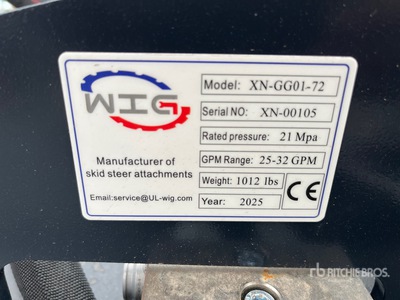 WIG
Manufacturer of
skid steer attachments
Email:service@UL-wig.com
Model: XN-GG01-72
Serial NO: XN-00105
Rated pressure: 21 Mpa
GPM Range: 25-32 GPM
Weight: 1012 lbs
Year: 2025
CE
rb RITCHIE BROS.